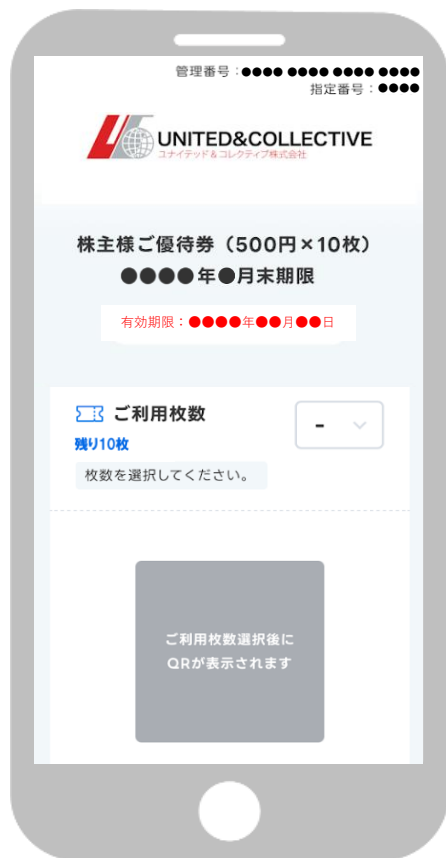 管理番号：●●●● ●●●● ●●●● ●●●●
指定番号：●●●●
UNITED&COLLECTIVE
ユナイテッド＆コレクティブ株式会社
株主様ご優待券（500円×10枚）
●●●●年●月末期限
有効期限：●●●●年●●月●●日
ご利用枚数
-
残り10枚
枚数を選択してください。
ご利用枚数選択後に
QRが表示されます